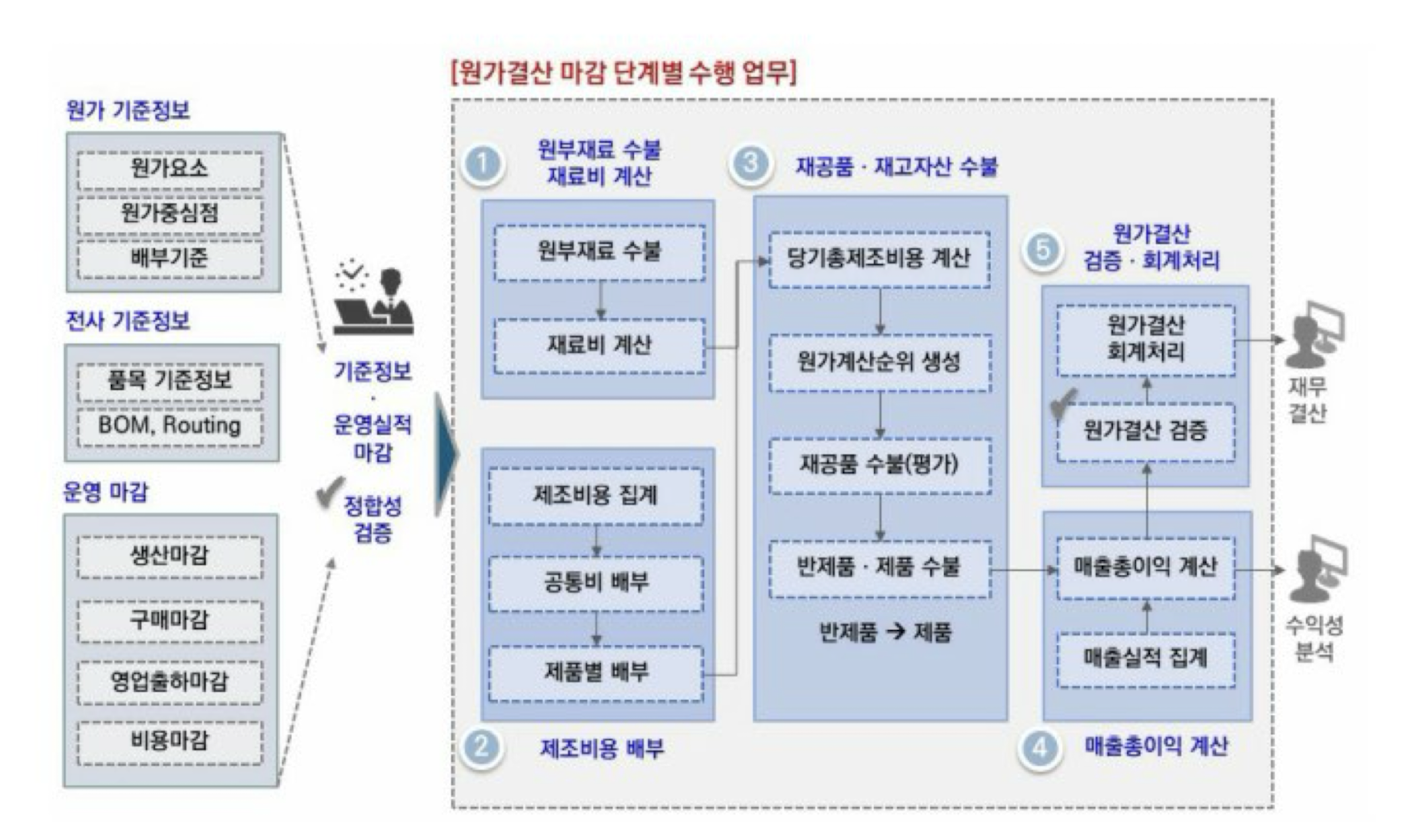 [원가결산 마감 단계별 수행 업무]
원가 기준정보
원가요소
원가중심점
배부기준
전사 기준정보
품목 기준정보
BOM, Routing
운영 마감
생산마감
구매마감
영업출하마감
비용마감
기준정보
·
운영실적
마감
정합성
검증
1
원부재료 수불
재료비 계산
원부재료 수불
재료비 계산
제조비용 집계
공통비 배부
제품별 배부
2
제조비용 배부
3
재공품 · 재고자산 수불
당기총제조비용 계산
원가계산순위 생성
재공품 수불(평가)
반제품 · 제품 수불
반제품 → 제품
5
원가결산
검증 · 회계처리
원가결산
회계처리
원가결산 검증
매출총이익 계산
매출실적 집계
4
매출총이익 계산
재무
결산
수익성
분석